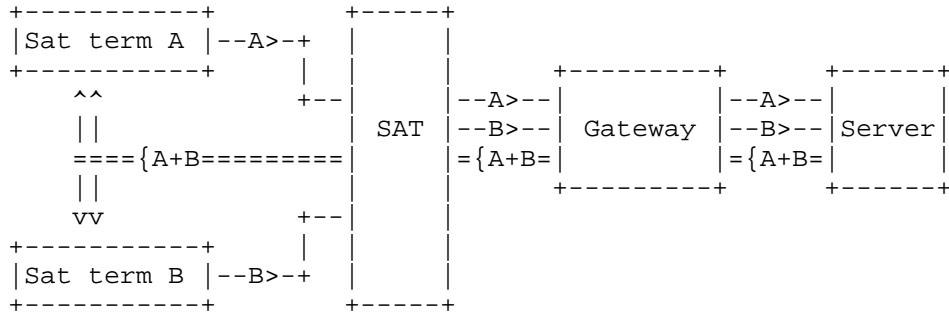 +-----------+        +-----+
|Sat term A |--A>-+  |     |
+-----------+     |  |     |      +---------+      +------+
    ^^            +--|     |--A>--|         |--A>--|      |
    ||               | SAT |--B>--| Gateway |--B>--|Server|
    ===={A+B=========|     |={A+B=|         |={A+B=|      |
    ||               |     |      +---------+      +------+
    vv            +--|     |
+-----------+     |  |     |
|Sat term B |--B>-+  |     |
+-----------+        +-----+